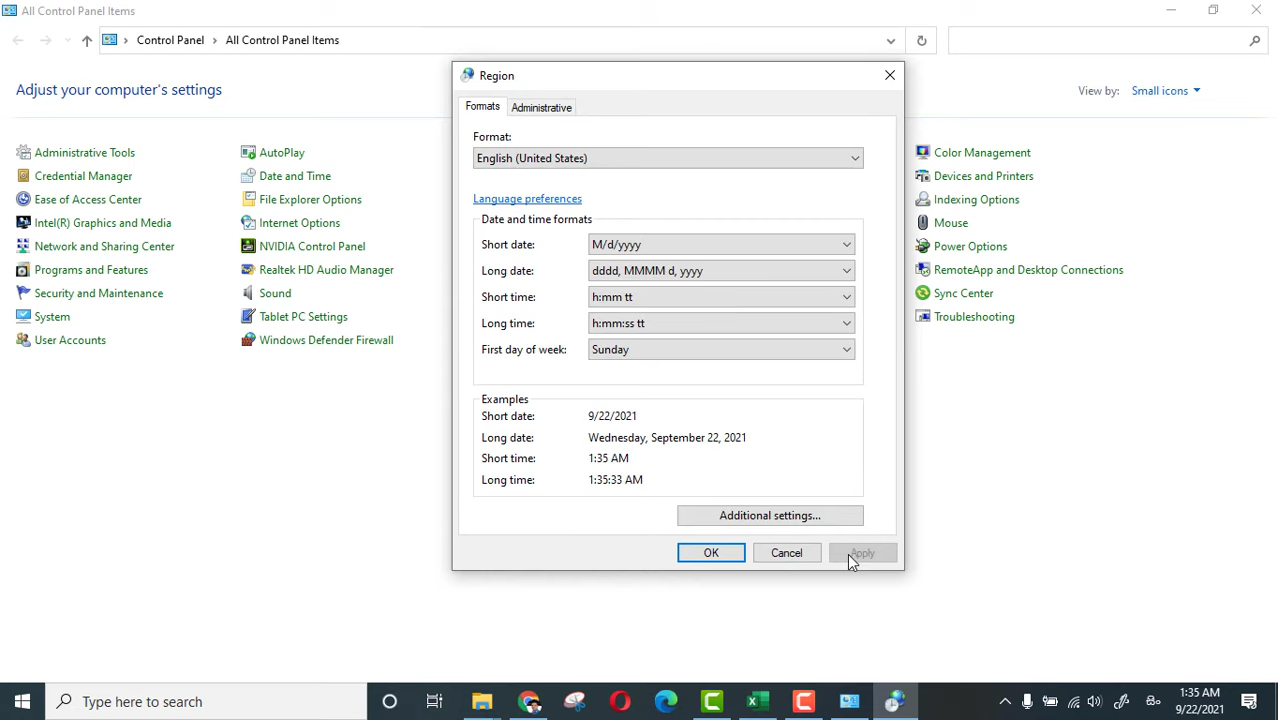 All Control Panel Items
Control Panel > All Control Panel Items
Adjust your computer's settings
View by: Small icons
Administrative Tools
Credential Manager
Ease of Access Center
Intel(R) Graphics and Media
Network and Sharing Center
Programs and Features
Security and Maintenance
System
User Accounts
AutoPlay
Date and Time
File Explorer Options
Internet Options
NVIDIA Control Panel
Realtek HD Audio Manager
Sound
Tablet PC Settings
Windows Defender Firewall
Region
Formats Administrative
Format:
English (United States)
Language preferences
Date and time formats
Short date: M/d/yyyy
Long date: dddd, MMMM d, yyyy
Short time: h:mm tt
Long time: h:mm:ss tt
First day of week: Sunday
Examples
Short date: 9/22/2021
Long date: Wednesday, September 22, 2021
Short time: 1:35 AM
Long time: 1:35:33 AM
Additional settings...
OK Cancel Apply
Color Management
Devices and Printers
Indexing Options
Mouse
Power Options
RemoteApp and Desktop Connections
Sync Center
Troubleshooting
Type here to search
1:35 AM
9/22/2021